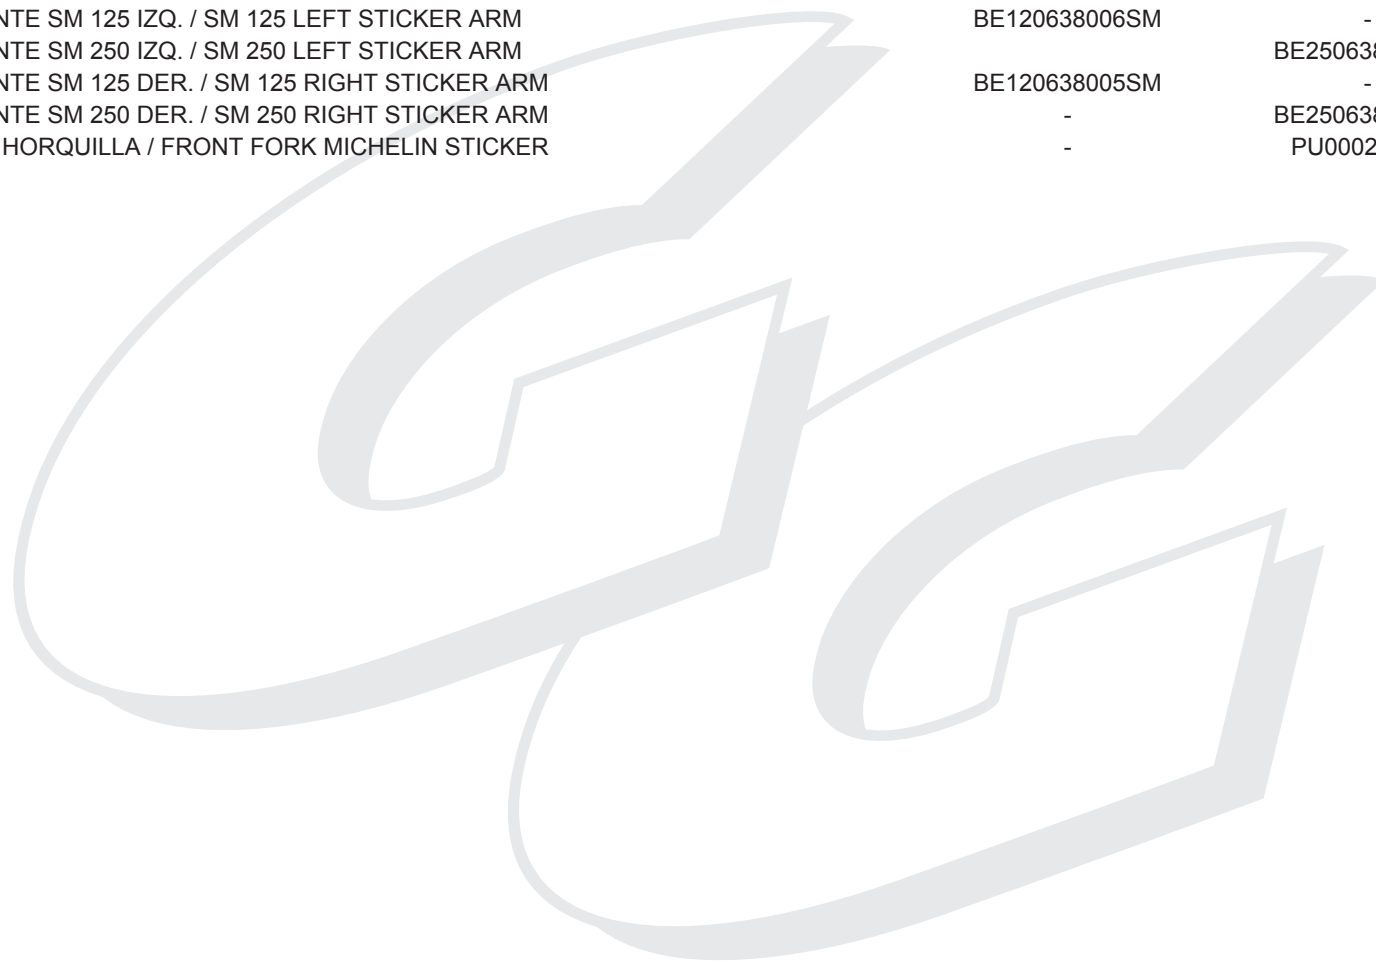 NTE SM 125 IZQ. / SM 125 LEFT STICKER ARM BE120638006SM -
NTE SM 250 IZQ. / SM 250 LEFT STICKER ARM BE250638
NTE SM 125 DER. / SM 125 RIGHT STICKER ARM BE120638005SM -
NTE SM 250 DER. / SM 250 RIGHT STICKER ARM - BE250638
HORQUILLA / FRONT FORK MICHELIN STICKER - PU0002